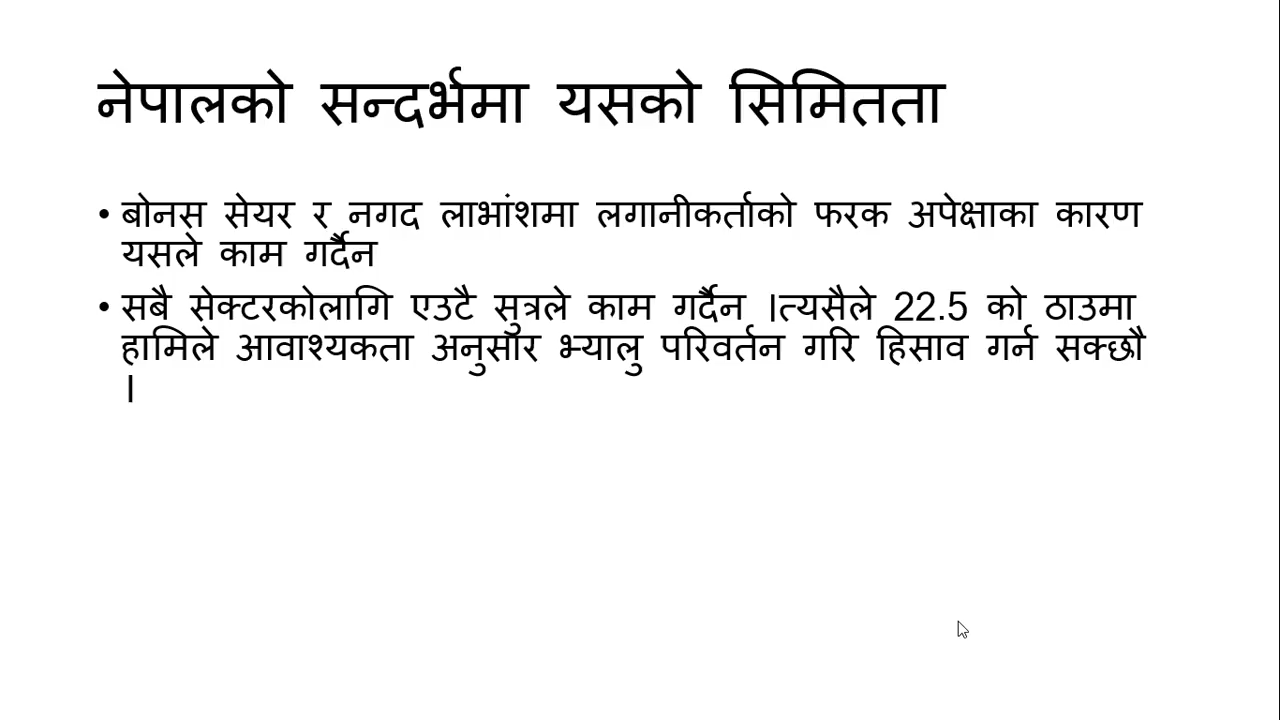 नेपालको सन्दर्भमा यसको सिमितता
• बोनस सेयर र नगद लाभांशमा लगानीकर्ताको फरक अपेक्षाका कारण
यसले काम गर्दैन
• सबै सेक्टरकोलागि एउटै सुत्रले काम गर्दैन ।त्यसैले 22.5 को ठाउमा
हामिले आवाश्यकता अनुसार भ्यालु परिवर्तन गरि हिसाव गर्न सक्छौ
।